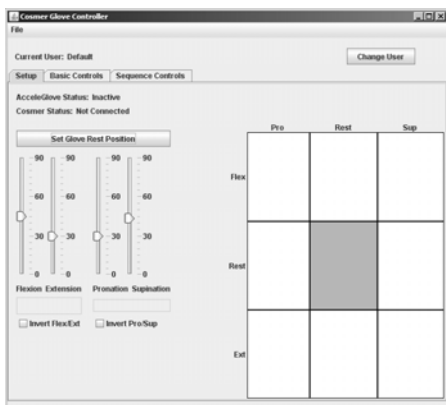 Cosmer Glove Controller
File
Current User: Default
Change User
Setup Basic Controls Sequence Controls
AcceleGlove Status: Inactive
Cosmer Status: Not Connected
Set Glove Rest Position
90 90 90 90
60 60 60 60
30 30 30 30
0 0 0 0
Flexion Extension Pronation Supination
Invert Flex/Ext Invert Pro/Sup
Pro Rest Sup
Flex
Rest
Ext